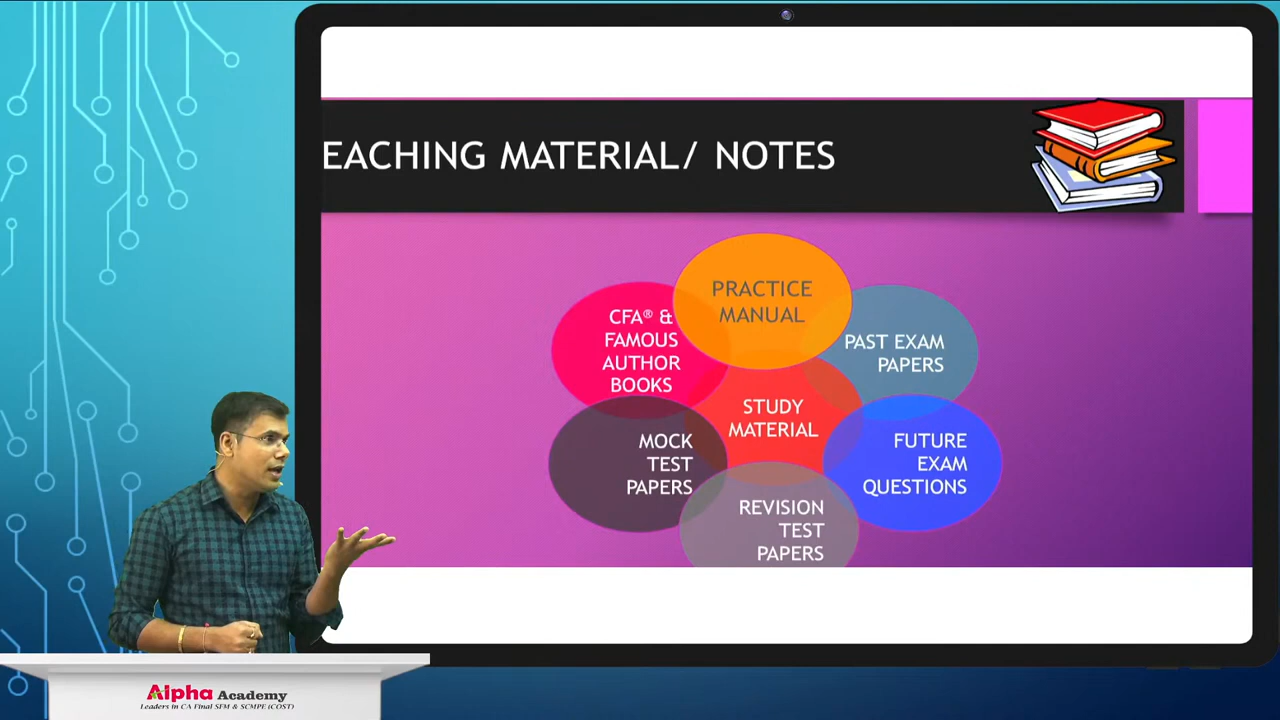 EACHING MATERIAL/ NOTES
PRACTICE
MANUAL
CFA® &
FAMOUS
AUTHOR
BOOKS
PAST EXAM
PAPERS
STUDY
MATERIAL
MOCK
TEST
PAPERS
FUTURE
EXAM
QUESTIONS
REVISION
TEST
PAPERS
Alpha Academy
Leaders in CA Final SFM & SCMPE (COST)